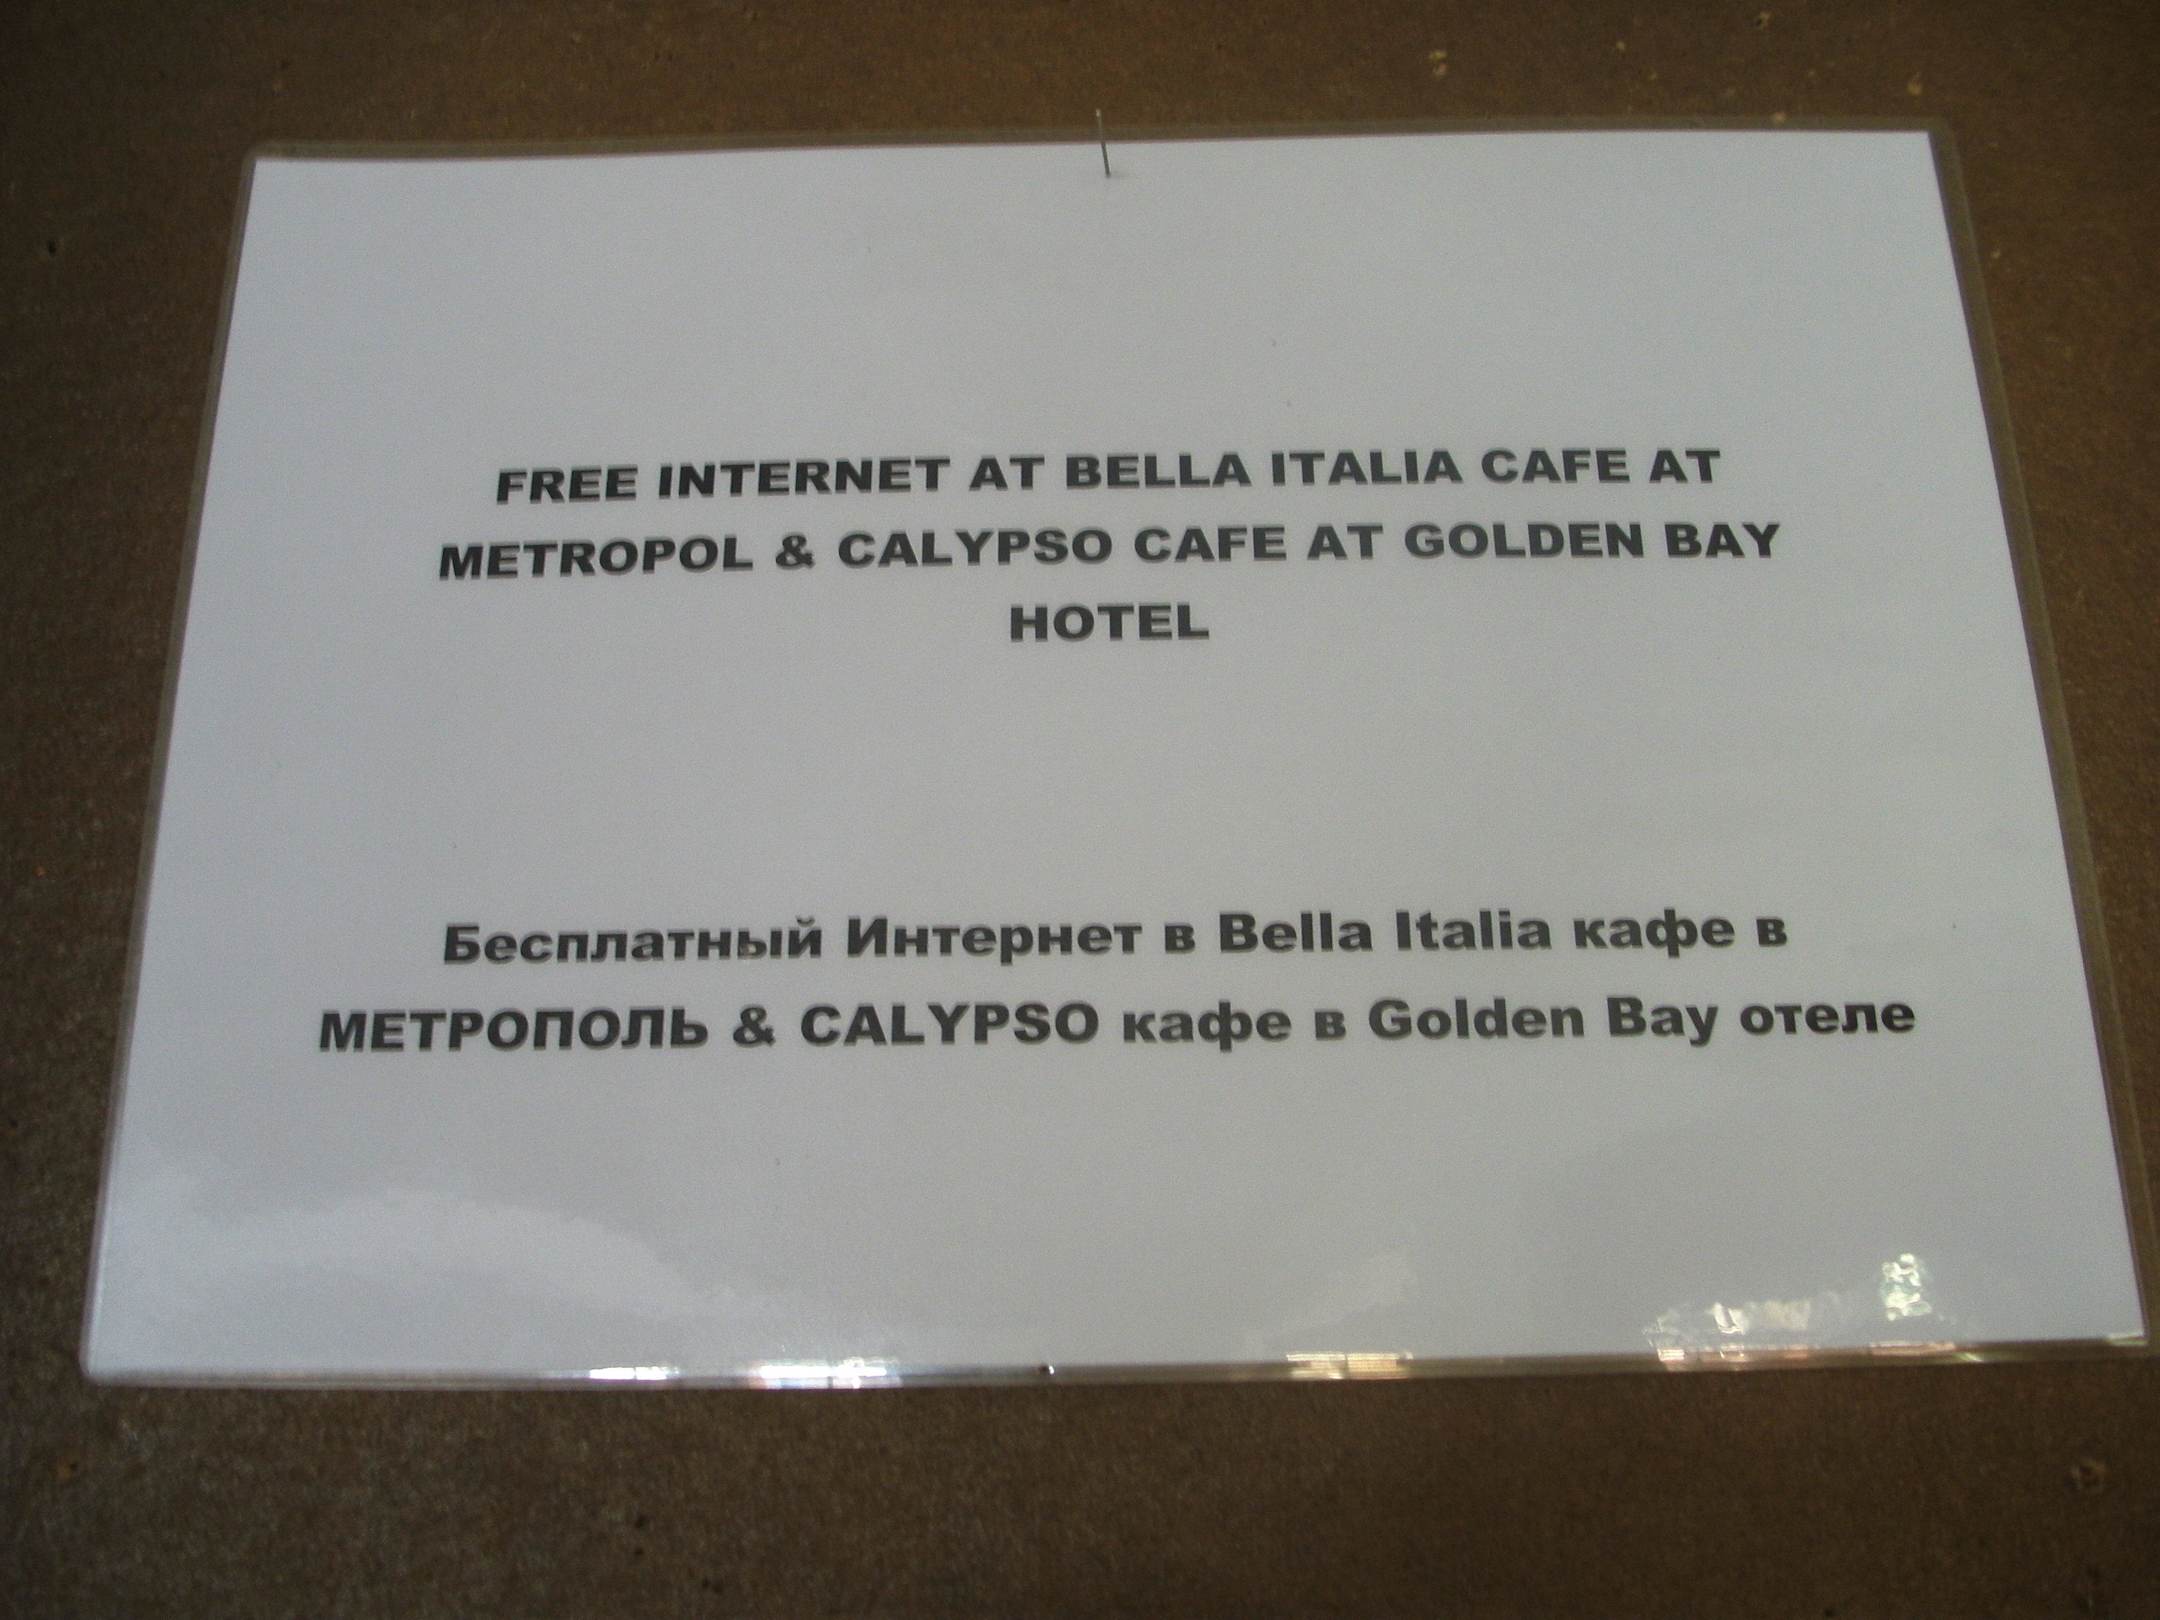 FREE INTERNET AT BELLA ITALIA CAFE AT
METROPOL & CALYPSO CAFE AT GOLDEN BAY
HOTEL
Бесплатный Интернет в Bella Italia кафе в
МЕТРОПОЛЬ & CALYPSO кафе в Golden Bay отеле